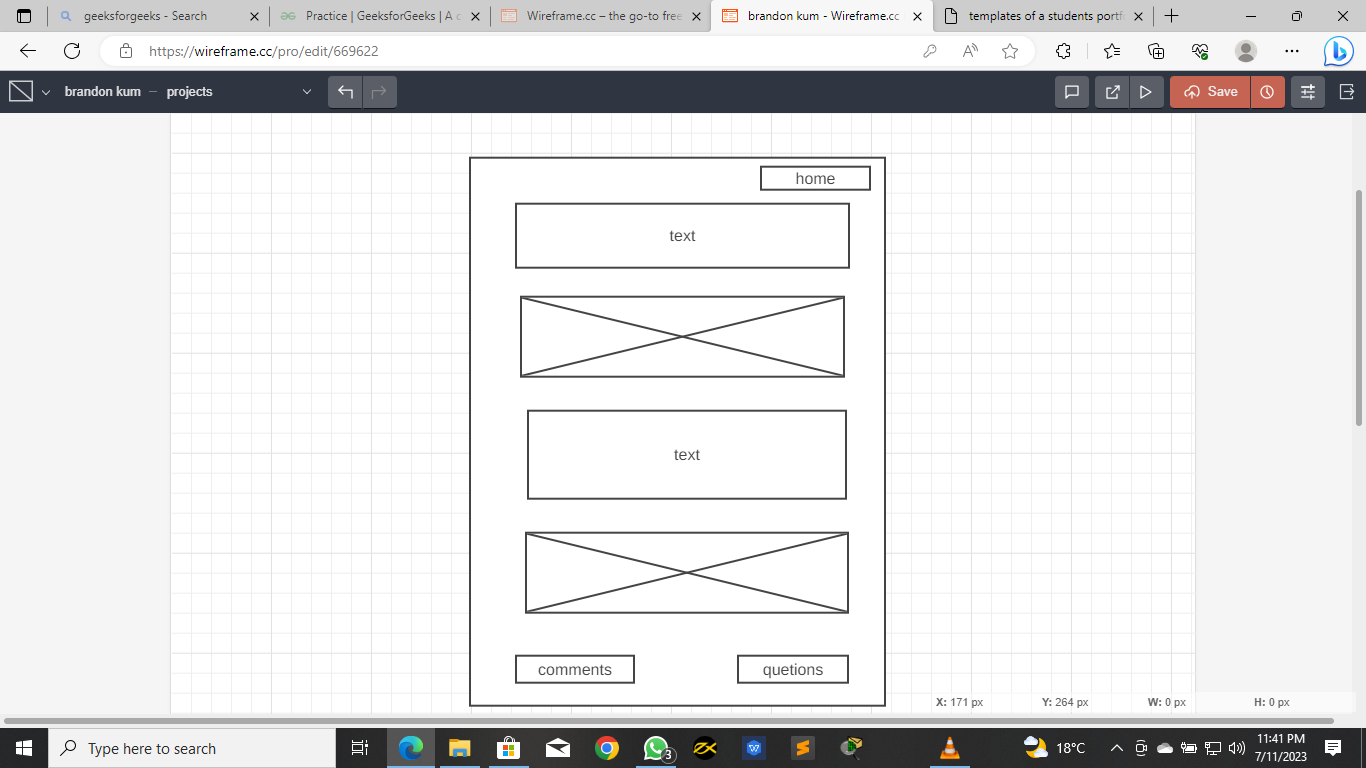 geeksforgeeks - Search
Practice | GeeksforGeeks | A c
Wireframe.cc – the go-to free
brandon kum - Wireframe.cc
templates of a students portf
https://wireframe.cc/pro/edit/669622
brandon kum – projects
Save
home
text
text
comments
quetions
X: 171 px
Y: 264 px
W: 0 px
H: 0 px
Type here to search
3
18°C
11:41 PM
7/11/2023